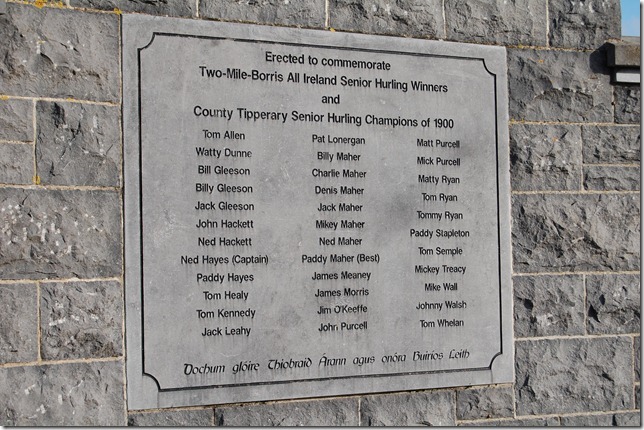 Erected to commemorate
Two-Mile-Borris All Ireland Senior Hurling Winners
and
County Tipperary Senior Hurling Champions of 1900
Tom Allen
Watty Dunne
Bill Gleeson
Billy Gleeson
Jack Gleeson
John Hackett
Ned Hackett
Ned Hayes (Captain)
Paddy Hayes
Tom Healy
Tom Kennedy
Jack Leahy
Pat Lonergan
Billy Maher
Charlie Maher
Denis Maher
Jack Maher
Mikey Maher
Ned Maher
Paddy Maher (Best)
James Meaney
James Morris
Jim O'Keeffe
John Purcell
Matt Purcell
Mick Purcell
Matty Ryan
Tom Ryan
Tommy Ryan
Paddy Stapleton
Tom Semple
Mickey Treacy
Mike Wall
Johnny Walsh
Tom Whelan
Dochum glóire Thiobraid Árann agus onóra Buirios Leith